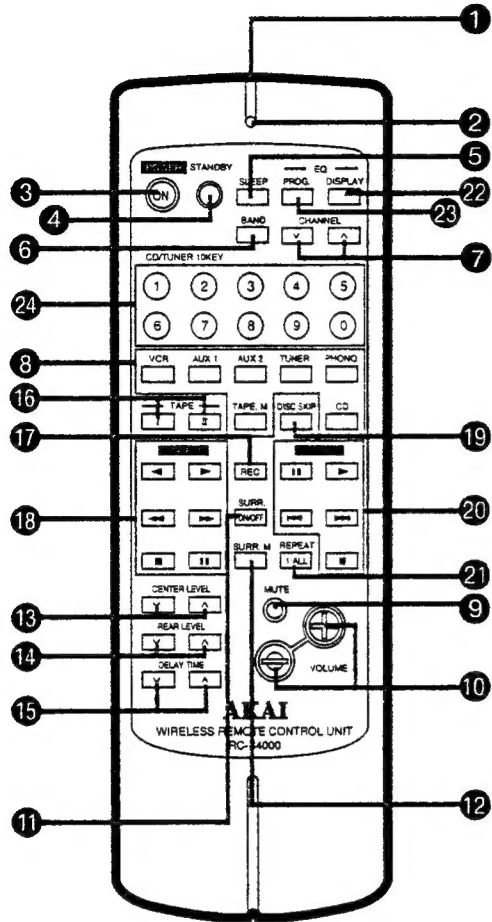 1
2
STANDBY
SLEEP
EQ
PROG.
DISPLAY
5
22
3
ON
4
23
BAND
CHANNEL
6
7
CD/TUNER 10KEY
24
1 2 3 4 5
6 7 8 9 0
8
VCR AUX 1 AUX 2 TUNER PHONO
16
TAPE
TAPE. M
DISC SKIP
CD
17
19
REC
18
SURR.
ON/OFF
20
SURR. M
REPEAT
1 ALL
21
CENTER LEVEL
MUTE
9
13
REAR LEVEL
14
VOLUME
DELAY TIME
10
15
AKAI
WIRELESS REMOTE CONTROL UNIT
11
12